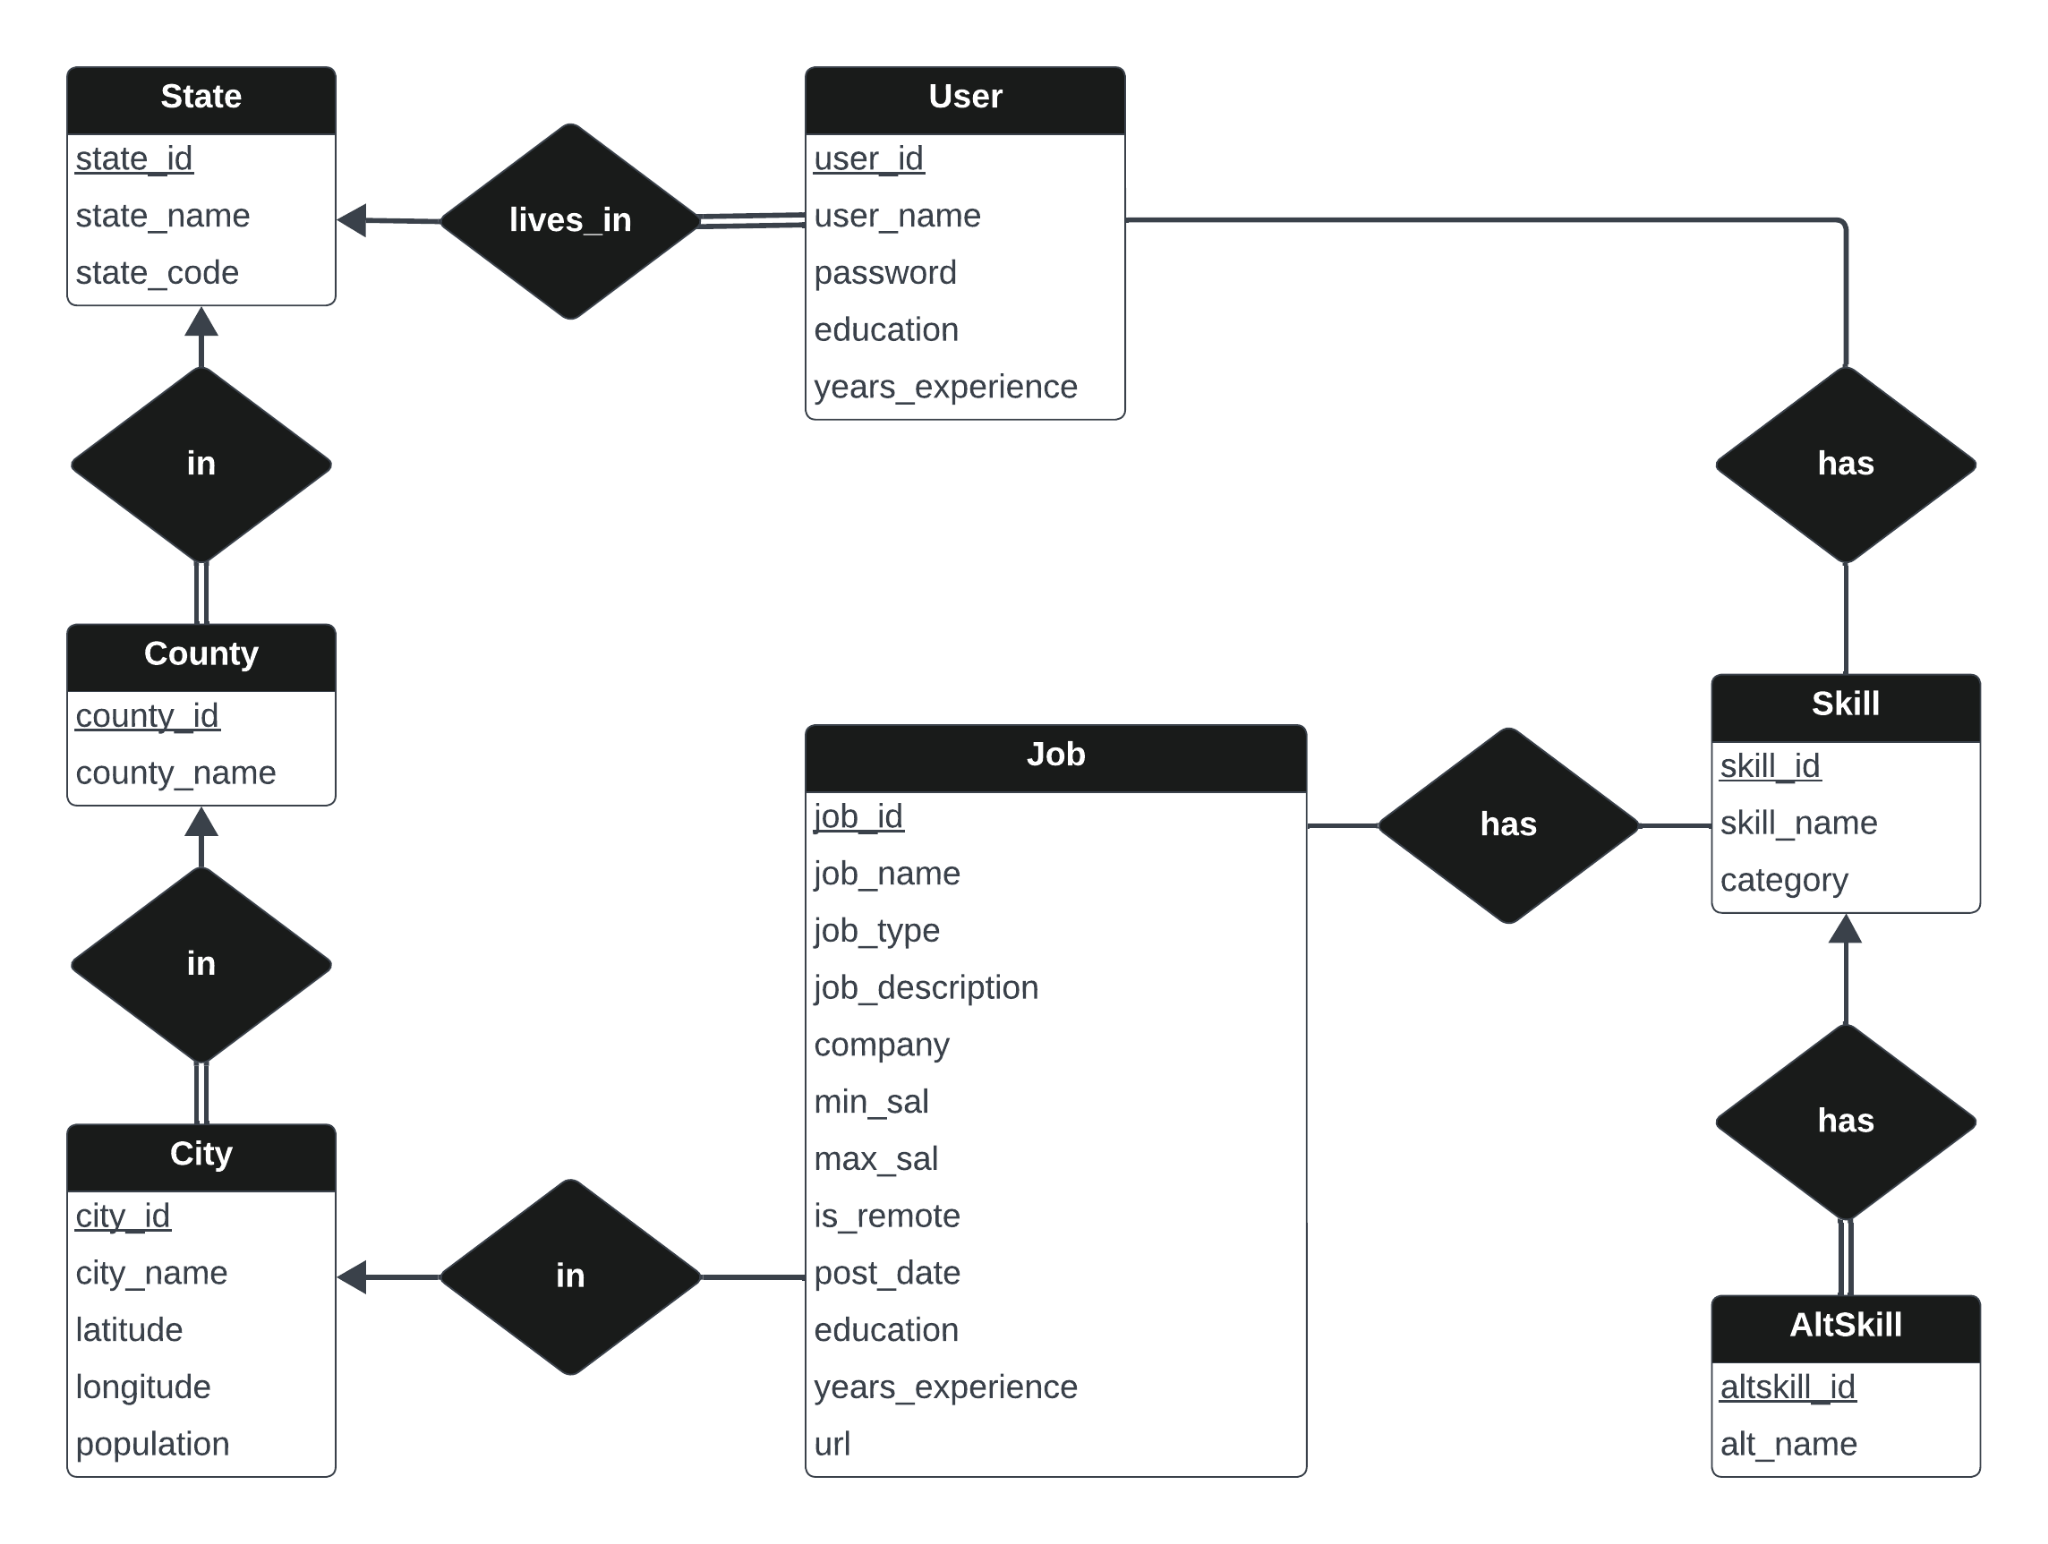 State
state_id
state_name
state_code
lives_in
User
user_id
user_name
password
education
years_experience
in
has
County
county_id
county_name
Skill
skill_id
skill_name
category
Job
job_id
job_name
job_type
job_description
company
min_sal
max_sal
is_remote
post_date
education
years_experience
url
has
in
has
City
city_id
city_name
latitude
longitude
population
in
AltSkill
altskill_id
alt_name